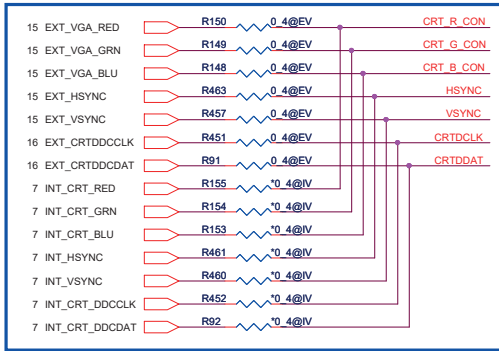 15 EXT_VGA_RED R150 0_4@EV CRT_R_CON
15 EXT_VGA_GRN R149 0_4@EV CRT_G_CON
15 EXT_VGA_BLU R148 0_4@EV CRT_B_CON
15 EXT_HSYNC R463 0_4@EV HSYNC
15 EXT_VSYNC R457 0_4@EV VSYNC
16 EXT_CRTDDCCLK R451 0_4@EV CRTDCLK
16 EXT_CRTDDCDAT R91 0_4@EV CRTDDAT
7 INT_CRT_RED R155 *0_4@IV
7 INT_CRT_GRN R154 *0_4@IV
7 INT_CRT_BLU R153 *0_4@IV
7 INT_HSYNC R461 *0_4@IV
7 INT_VSYNC R460 *0_4@IV
7 INT_CRT_DDCCLK R452 *0_4@IV
7 INT_CRT_DDCDAT R92 *0_4@IV